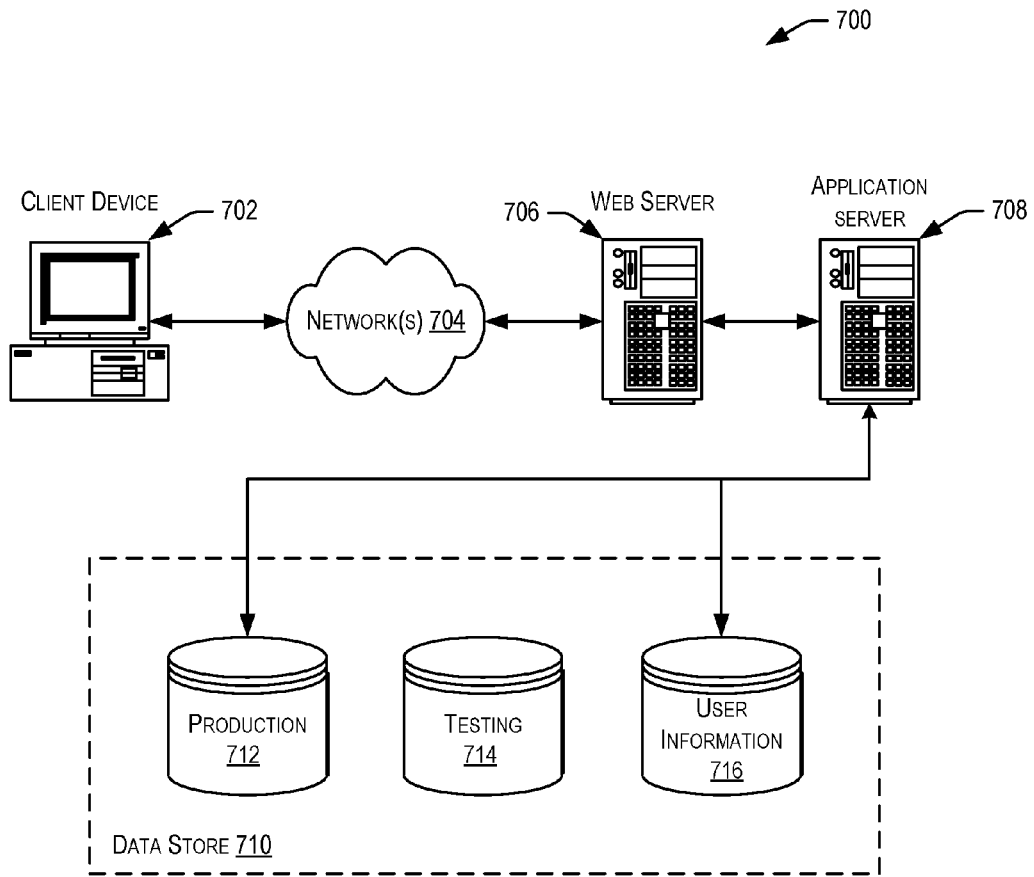 700
CLIENT DEVICE
702
706
WEB SERVER
APPLICATION
SERVER
708
NETWORK(S) 704
PRODUCTION
712
TESTING
714
USER
INFORMATION
716
DATA STORE 710